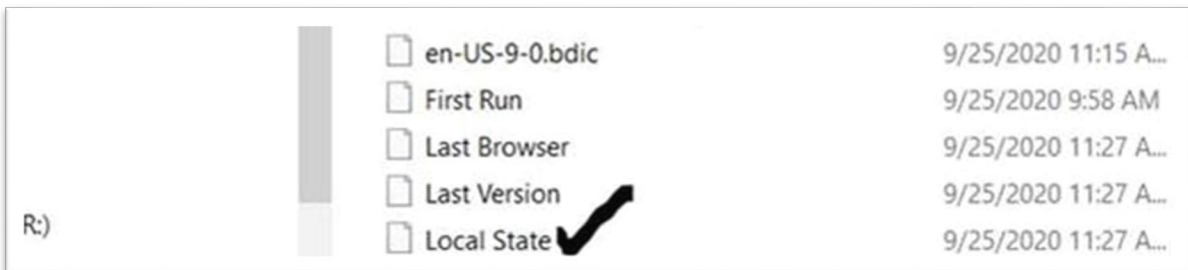 en-US-9-0.bdic 9/25/2020 11:15 A...
First Run 9/25/2020 9:58 AM
Last Browser 9/25/2020 11:27 A...
Last Version 9/25/2020 11:27 A...
R:)
Local State 9/25/2020 11:27 A...